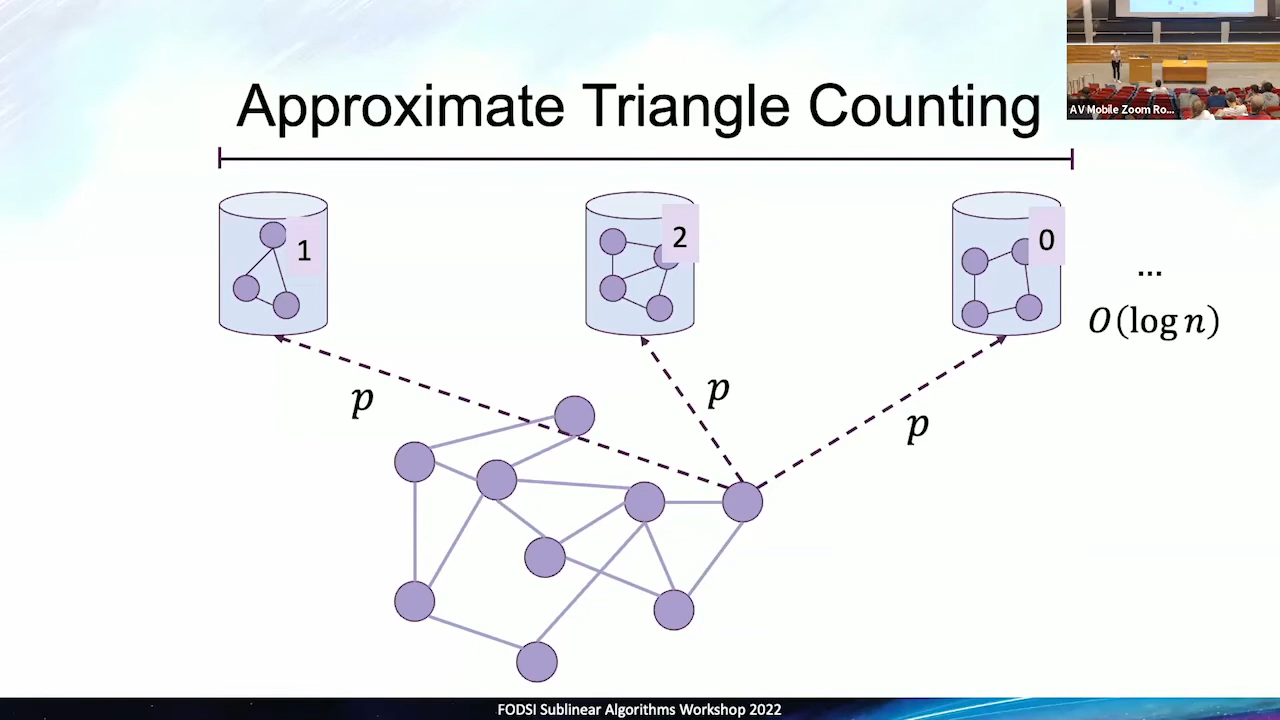 AV Mobile Zoom Ro...
Approximate Triangle Counting
1
2
0
...
O(log n)
p
p
p
FODSI Sublinear Algorithms Workshop 2022